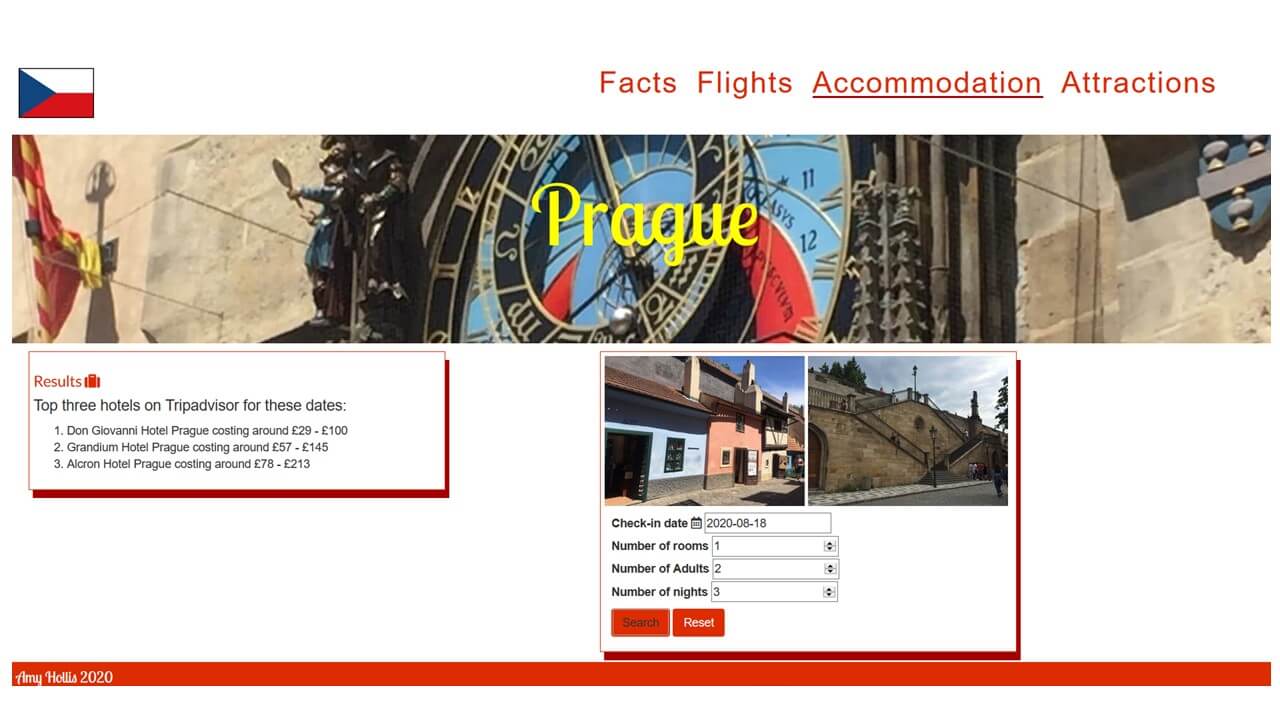 Facts Flights Accommodation Attractions
Prague
11
12
Results
Top three hotels on Tripadvisor for these dates:
1. Don Giovanni Hotel Prague costing around £29 - £100
2. Grandium Hotel Prague costing around £57 - £145
3. Alcron Hotel Prague costing around £78 - £213
Check-in date 2020-08-18
Number of rooms 1
Number of Adults 2
Number of nights 3
Search Reset
Amy Hollis 2020